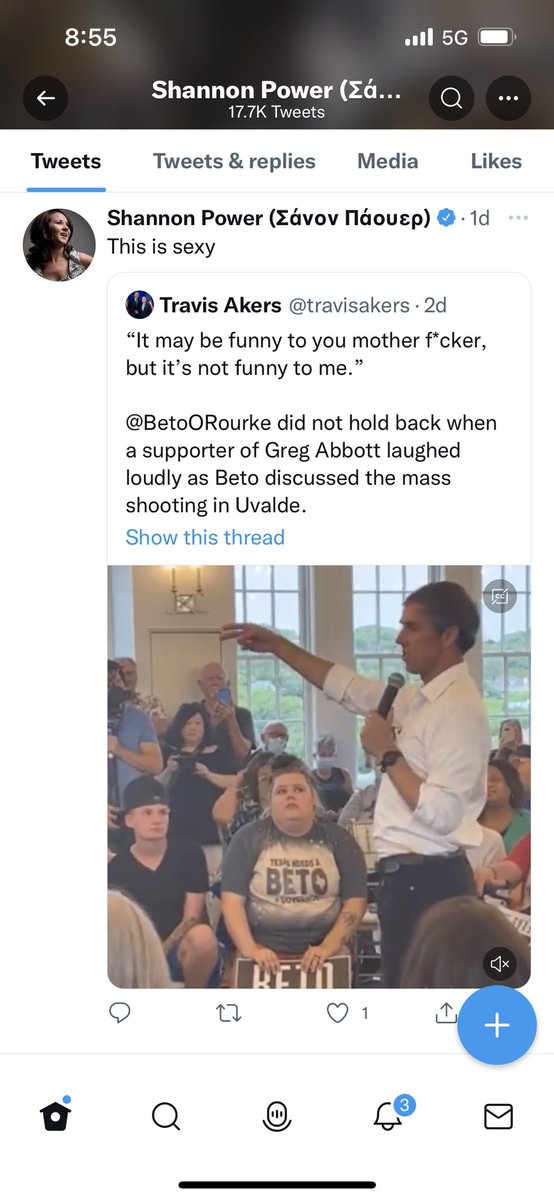 8:55
5G
Shannon Power (Σά...
17.7K Tweets
Tweets Tweets & replies Media Likes
Shannon Power (Σάνον Πάουερ) · 1d
This is sexy
Travis Akers @travisakers · 2d
“It may be funny to you mother f*cker,
but it’s not funny to me.”
@BetoORourke did not hold back when
a supporter of Greg Abbott laughed
loudly as Beto discussed the mass
shooting in Uvalde.
Show this thread
CC
TEXAS NEEDS A
BETO
GOVERNOR
BETO
1
3